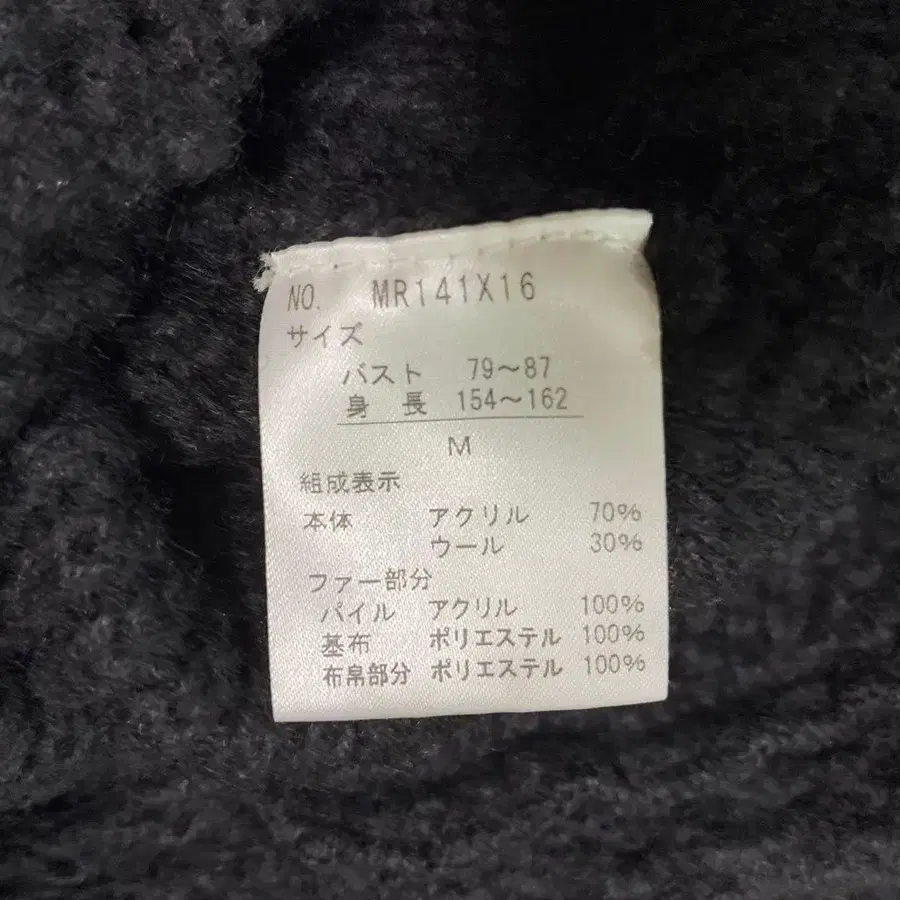 NO. MR141X16
サイズ
バスト 79～87
身長 154～162
M
組成表示
本体 アクリル 70%
ウール 30%
ファー部分
パイル アクリル 100%
基布 ポリエステル 100%
布帛部分 ポリエステル 100%